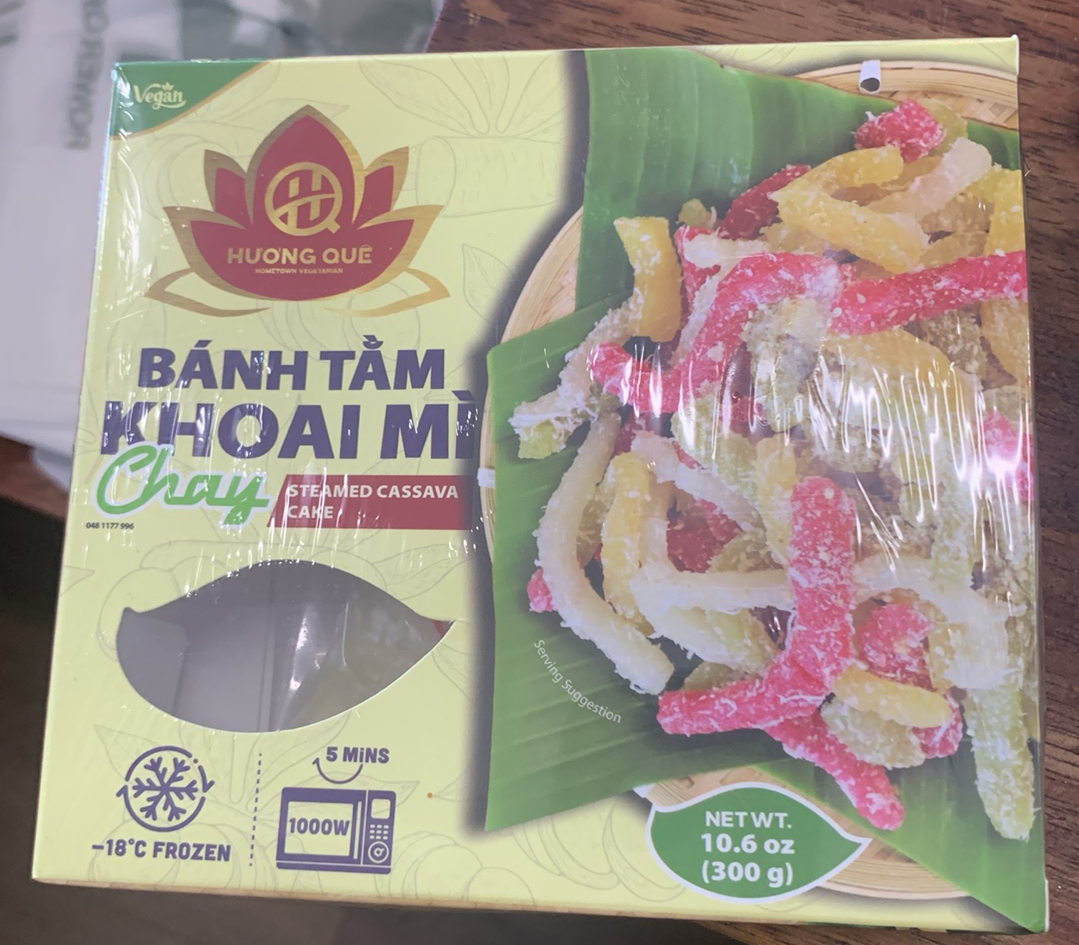 Vegan
HQ
HƯƠNG QUÊ
HOMETOWN VEGETARIAN
BÁNH TẰM
KHOAI MÌ
Chay
STEAMED CASSAVA
CAKE
048 1177 996
Serving Suggestion
5 MiNS
1000W
-18°C FROZEN
NET WT.
10.6 oz
(300 g)